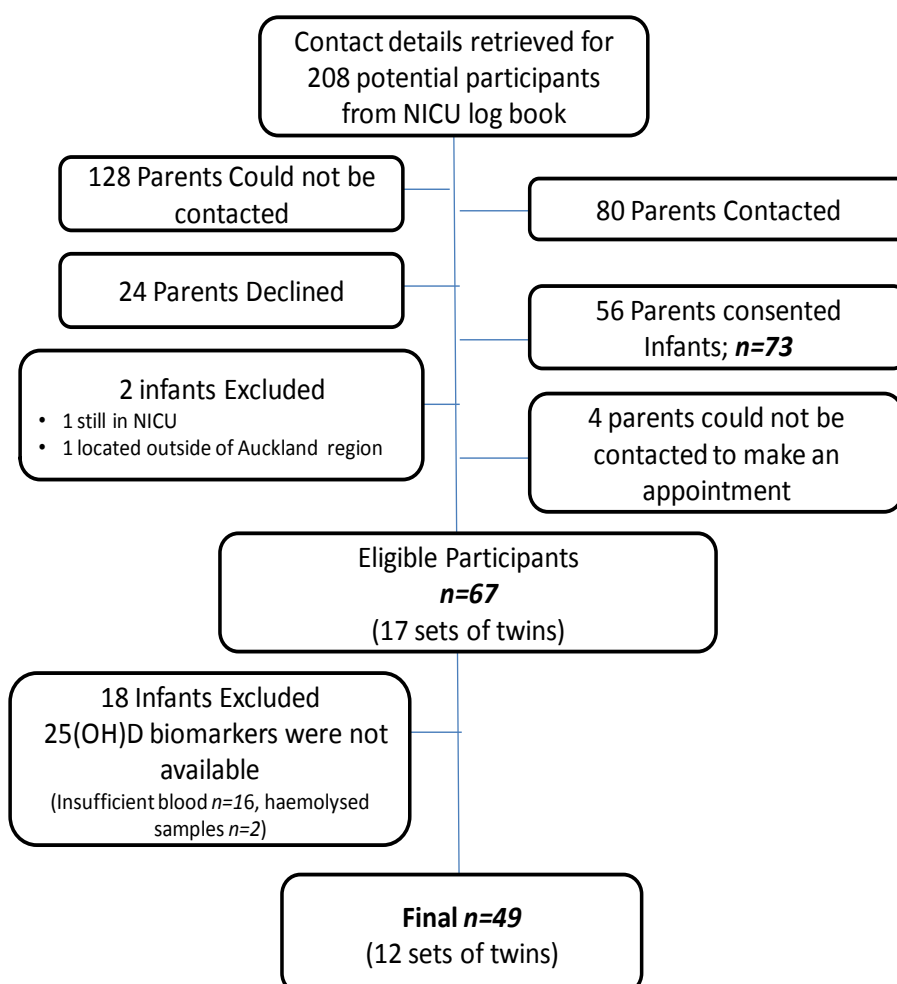 Contact details retrieved for
208 potential participants
from NICU log book
128 Parents Could not be
contacted
80 Parents Contacted
24 Parents Declined
56 Parents consented
Infants; n=73
2 infants Excluded
• 1 still in NICU
• 1 located outside of Auckland region
4 parents could not be
contacted to make an
appointment
Eligible Participants
n=67
(17 sets of twins)
18 Infants Excluded
25(OH)D biomarkers were not
available
(Insufficient blood n=16, haemolysed
samples n=2)
Final n=49
(12 sets of twins)